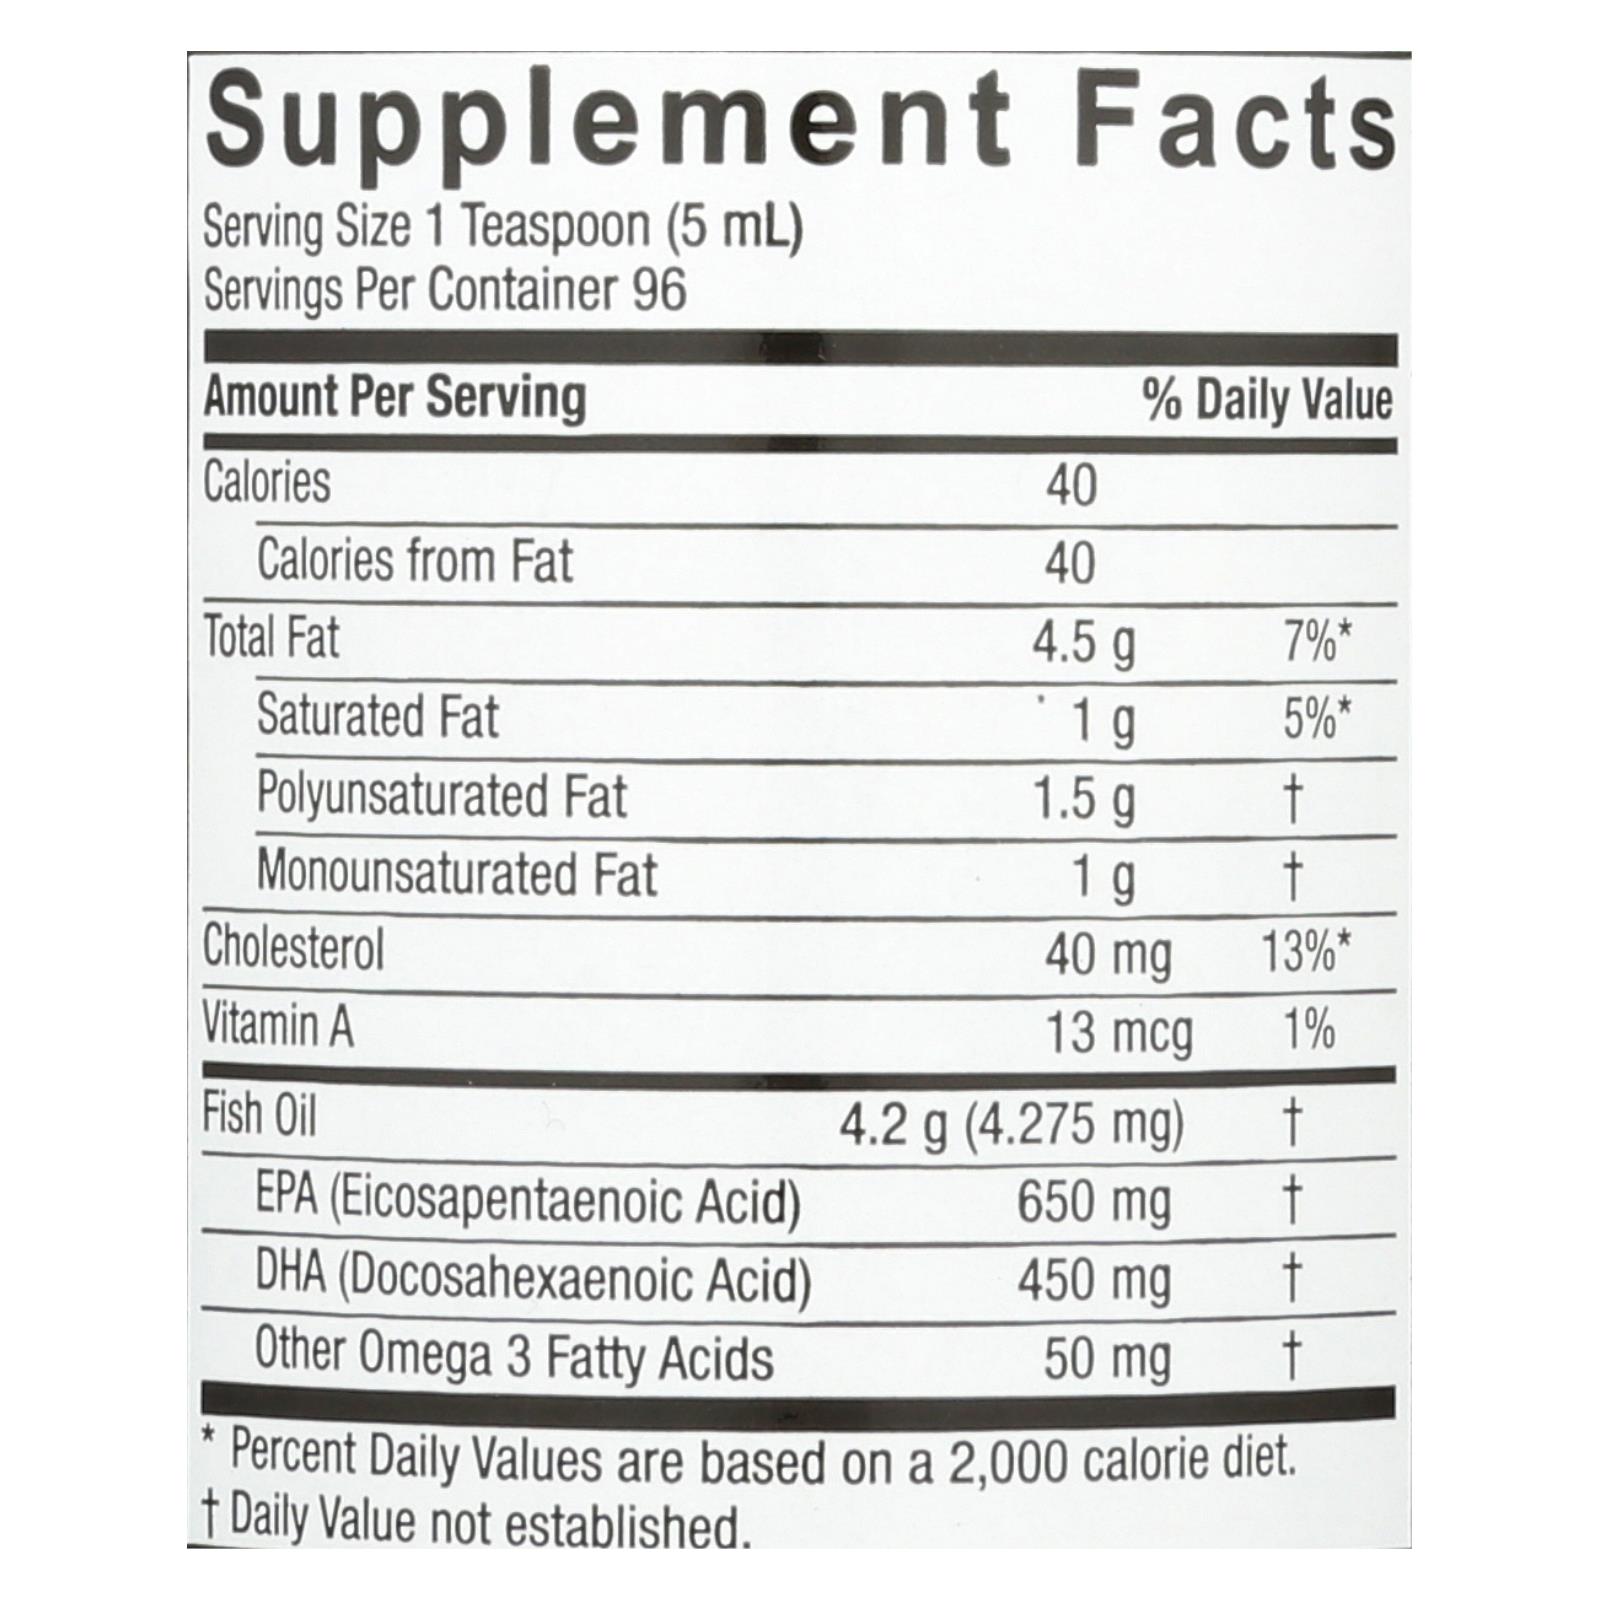 Supplement Facts
Serving Size 1 Teaspoon (5 mL)
Servings Per Container 96
Amount Per Serving % Daily Value
Calories 40
Calories from Fat 40
Total Fat 4.5 g 7%*
Saturated Fat 1 g 5%*
Polyunsaturated Fat 1.5 g †
Monounsaturated Fat 1 g †
Cholesterol 40 mg 13%*
Vitamin A 13 mcg 1%
Fish Oil 4.2 g (4.275 mg) †
EPA (Eicosapentaenoic Acid) 650 mg †
DHA (Docosahexaenoic Acid) 450 mg †
Other Omega 3 Fatty Acids 50 mg †
* Percent Daily Values are based on a 2,000 calorie diet.
† Daily Value not established.